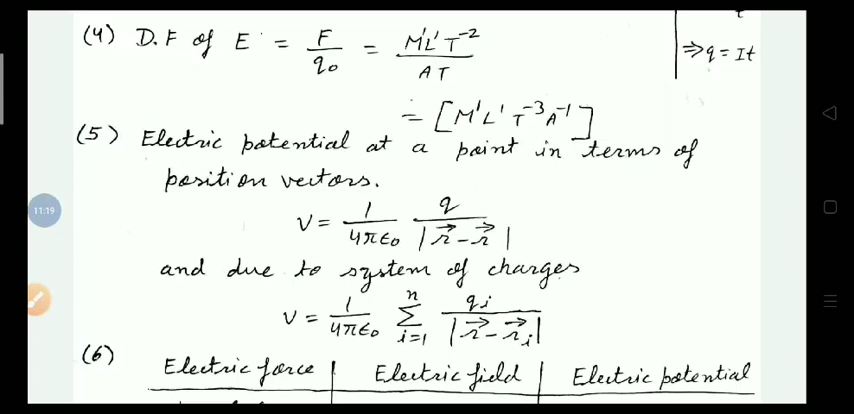 (4) D.F of E = F/q₀ = M¹L¹T⁻²/AT
⇒ q = It
= [M¹L¹T⁻³A⁻¹]
(5) Electric potential at a point in terms of
position vectors.
V = 1/4πε₀ q/|r⃗ - r⃗|
and due to system of charges
V = 1/4πε₀ Σᵢ₌₁ⁿ qᵢ/|r⃗ - r⃗ᵢ|
(6) Electric force | Electric field | Electric potential
11:19